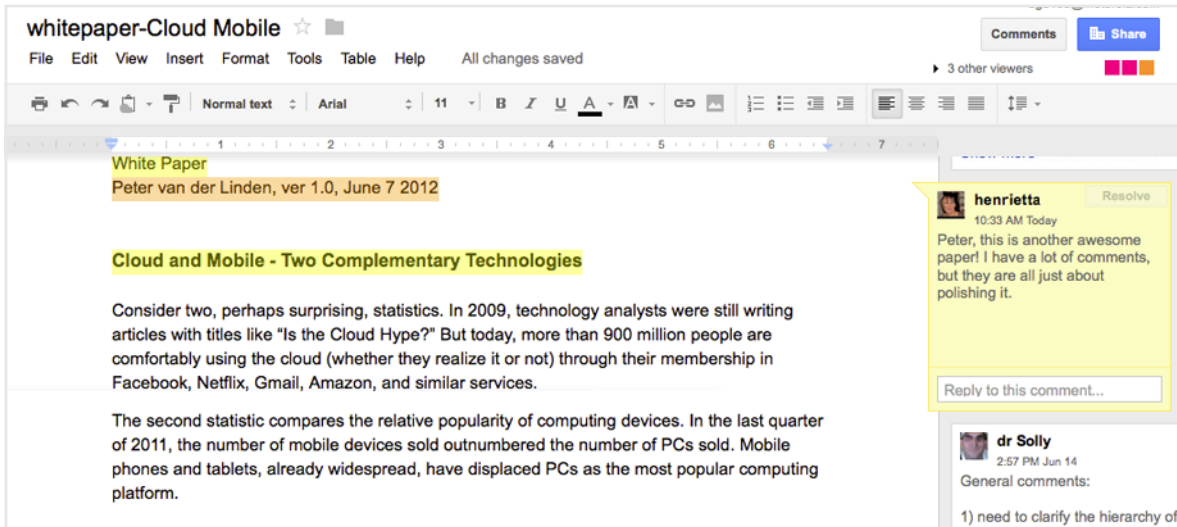 whitepaper-Cloud Mobile
Comments
Share
File Edit View Insert Format Tools Table Help All changes saved
3 other viewers
Normal text Arial 11 B I U A A
1 2 3 4 5 6 7
White Paper
Peter van der Linden, ver 1.0, June 7 2012
Cloud and Mobile - Two Complementary Technologies
Consider two, perhaps surprising, statistics. In 2009, technology analysts were still writing
articles with titles like “Is the Cloud Hype?” But today, more than 900 million people are
comfortably using the cloud (whether they realize it or not) through their membership in
Facebook, Netflix, Gmail, Amazon, and similar services.
The second statistic compares the relative popularity of computing devices. In the last quarter
of 2011, the number of mobile devices sold outnumbered the number of PCs sold. Mobile
phones and tablets, already widespread, have displaced PCs as the most popular computing
platform.
henrietta
Resolve
10:33 AM Today
Peter, this is another awesome
paper! I have a lot of comments,
but they are all just about
polishing it.
Reply to this comment...
dr Solly
2:57 PM Jun 14
General comments:
1) need to clarify the hierarchy of